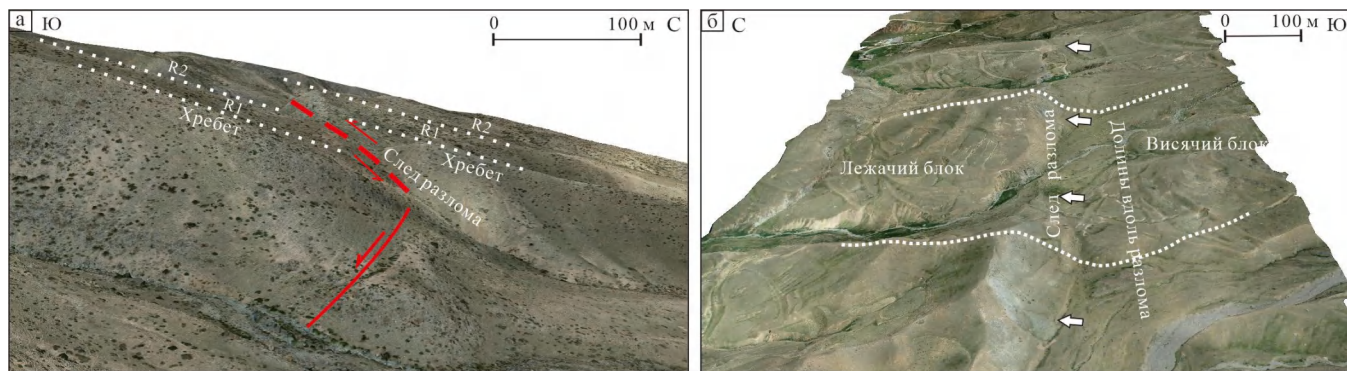 а Ю
0 100 м
С
R2
R1
Хребет
R2
R1
Хребет
След разлома
б С
0 100 м
Ю
Лежачий блок
След разлома
Долины вдоль разлома
Висячий блок